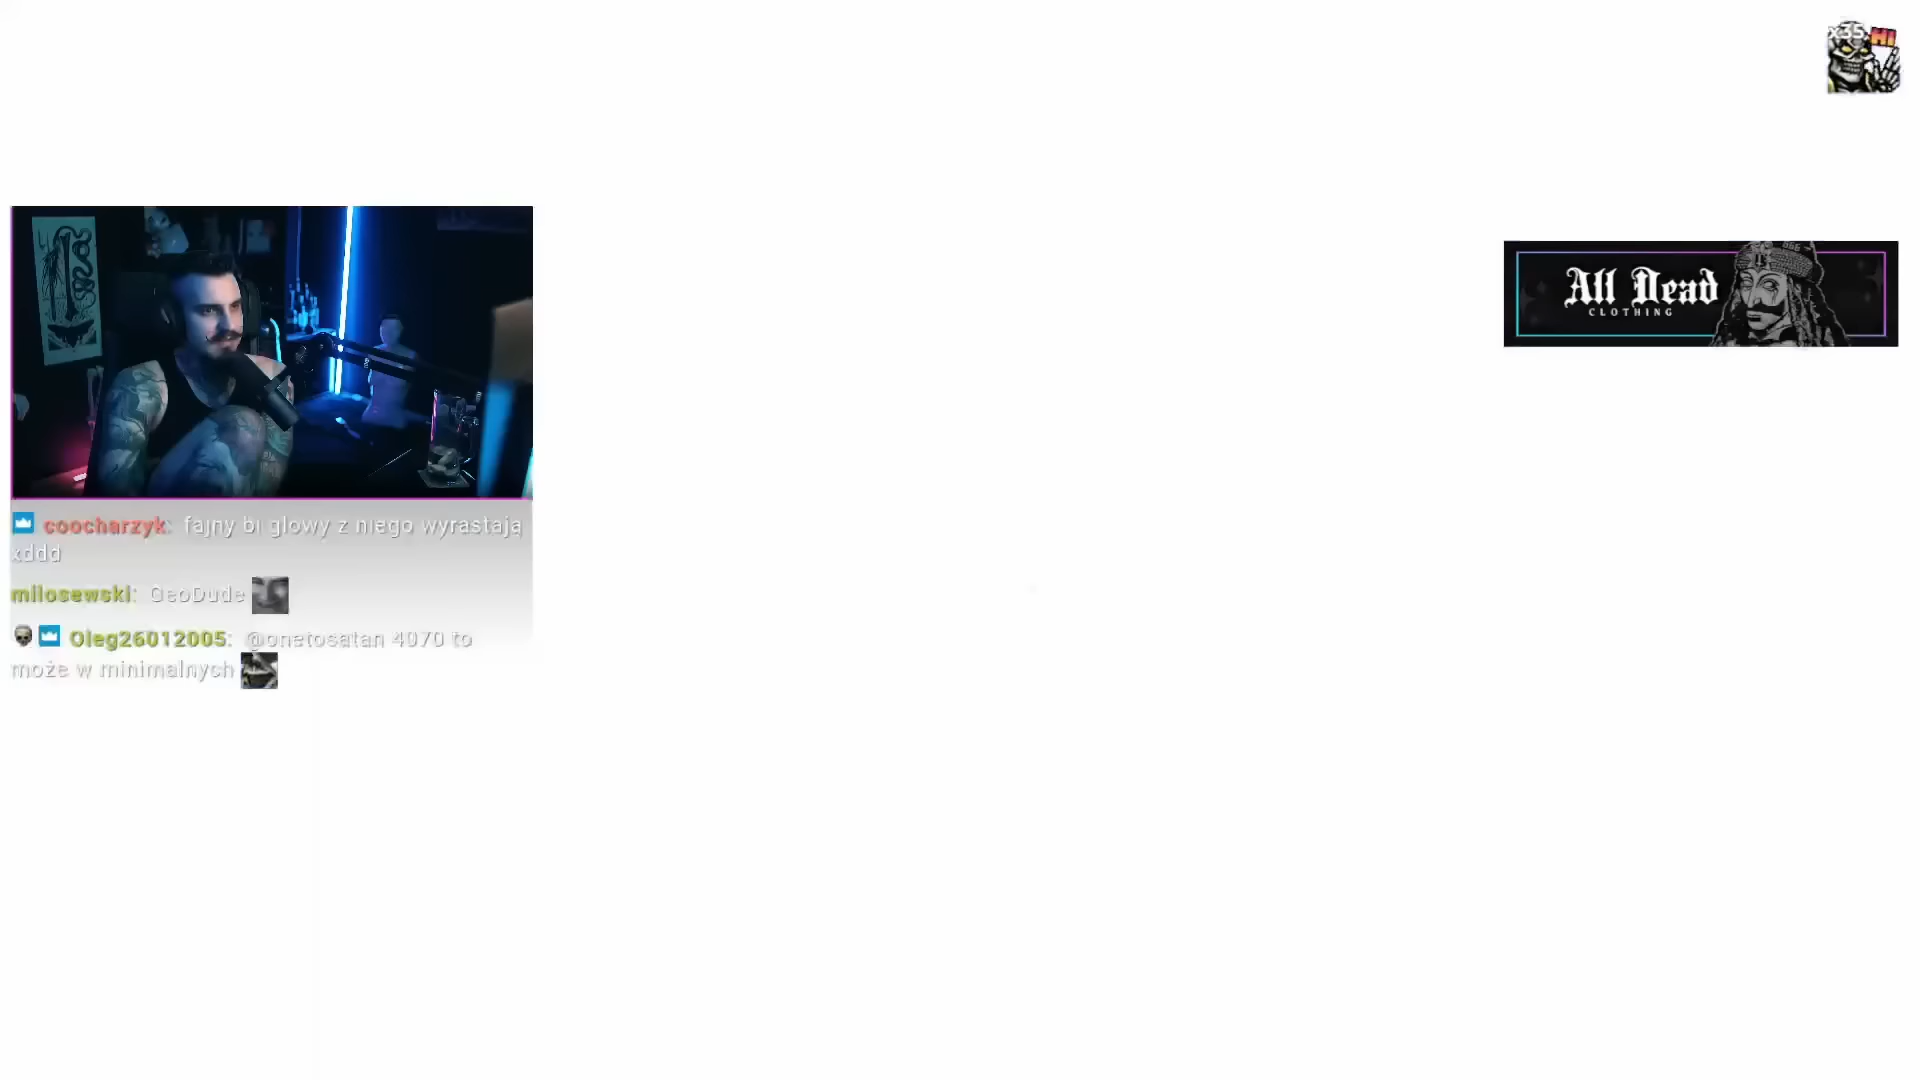 x35 HI
All Dead
CLOTHING
coocharzyk: fajny bi glowy z niego wyrastają
xddd
milosewski: GeoDude
Oleg26012005: @onetosatan 4070 to
może w minimalnych